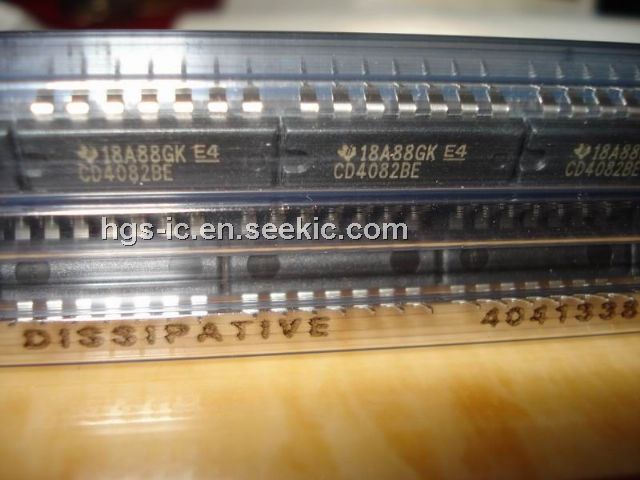 18A88GK E4
CD4082BE
18A88GK E4
CD4082BE
18A88
CD4082BE
hgs-ic.en.seekic.com
DISSIPATIVE 4041338